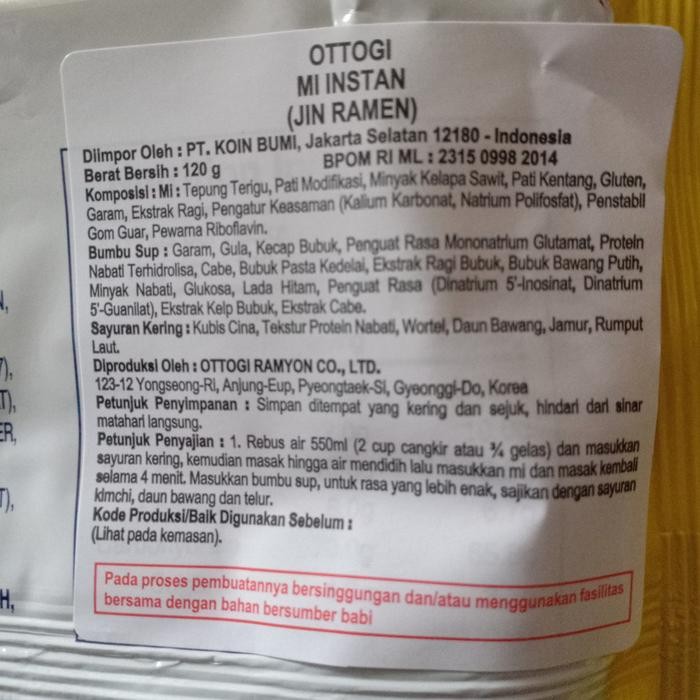 OTTOGI
MI INSTAN
(JIN RAMEN)
Diimpor Oleh : PT. KOIN BUMI, Jakarta Selatan 12180 - Indonesia
Berat Bersih : 120 g BPOM RI ML : 2315 0998 2014
Komposisi : Mi : Tepung Terigu, Pati Modifikasi, Minyak Kelapa Sawit, Pati Kentang, Gluten,
Garam, Ekstrak Ragi, Pengatur Keasaman (Kalium Karbonat, Natrium Polifosfat), Penstabil
Gom Guar, Pewarna Riboflavin.
Bumbu Sup : Garam, Gula, Kecap Bubuk, Penguat Rasa Mononatrium Glutamat, Protein
Nabati Terhidrolisa, Cabe, Bubuk Pasta Kedelai, Ekstrak Ragi Bubuk, Bubuk Bawang Putih,
Minyak Nabati, Glukosa, Lada Hitam, Penguat Rasa (Dinatrium 5'-Inosinat, Dinatrium
5'-Guanilat), Ekstrak Kelp Bubuk, Ekstrak Cabe.
Sayuran Kering : Kubis Cina, Tekstur Protein Nabati, Wortel, Daun Bawang, Jamur, Rumput
Laut.
Diproduksi Oleh : OTTOGI RAMYON CO., LTD.
123-12 Yongseong-Ri, Anjung-Eup, Pyeongtaek-Si, Gyeonggi-Do, Korea
Petunjuk Penyimpanan : Simpan ditempat yang kering dan sejuk, hindari dari sinar
matahari langsung.
Petunjuk Penyajian : 1. Rebus air 550ml (2 cup cangkir atau ¾ gelas) dan masukkan
sayuran kering, kemudian masak hingga air mendidih lalu masukkan mi dan masak kembali
selama 4 menit. Masukkan bumbu sup, untuk rasa yang lebih enak, sajikan dengan sayuran
kimchi, daun bawang dan telur.
Kode Produksi/Baik Digunakan Sebelum :
(Lihat pada kemasan).
Pada proses pembuatannya bersinggungan dan/atau menggunakan fasilitas
bersama dengan bahan bersumber babi